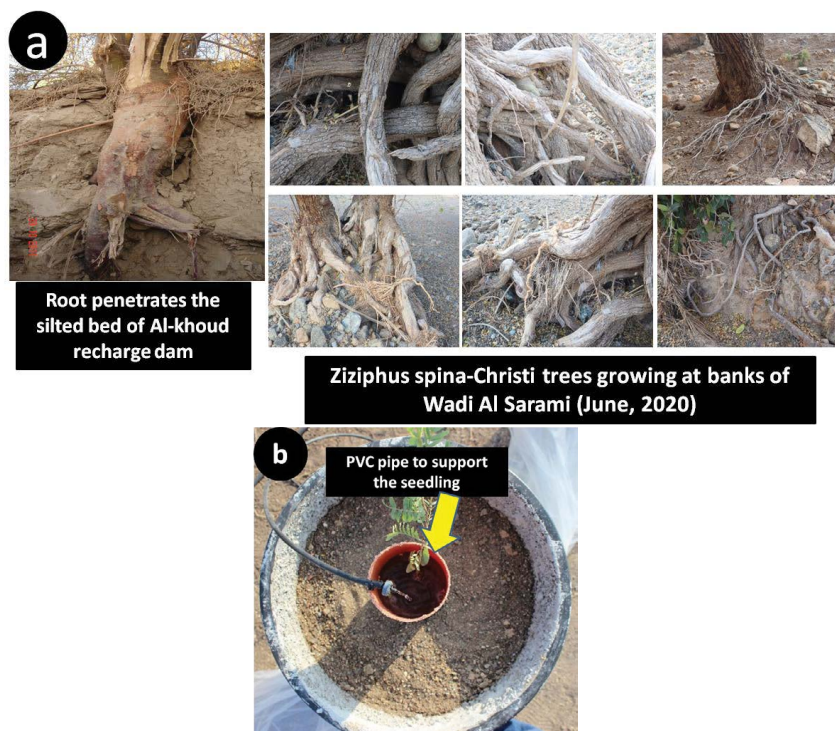 a
Root penetrates the
silted bed of Al-khoud
recharge dam
Ziziphus spina-Christi trees growing at banks of
Wadi Al Sarami (June, 2020)
b
PVC pipe to support
the seedling